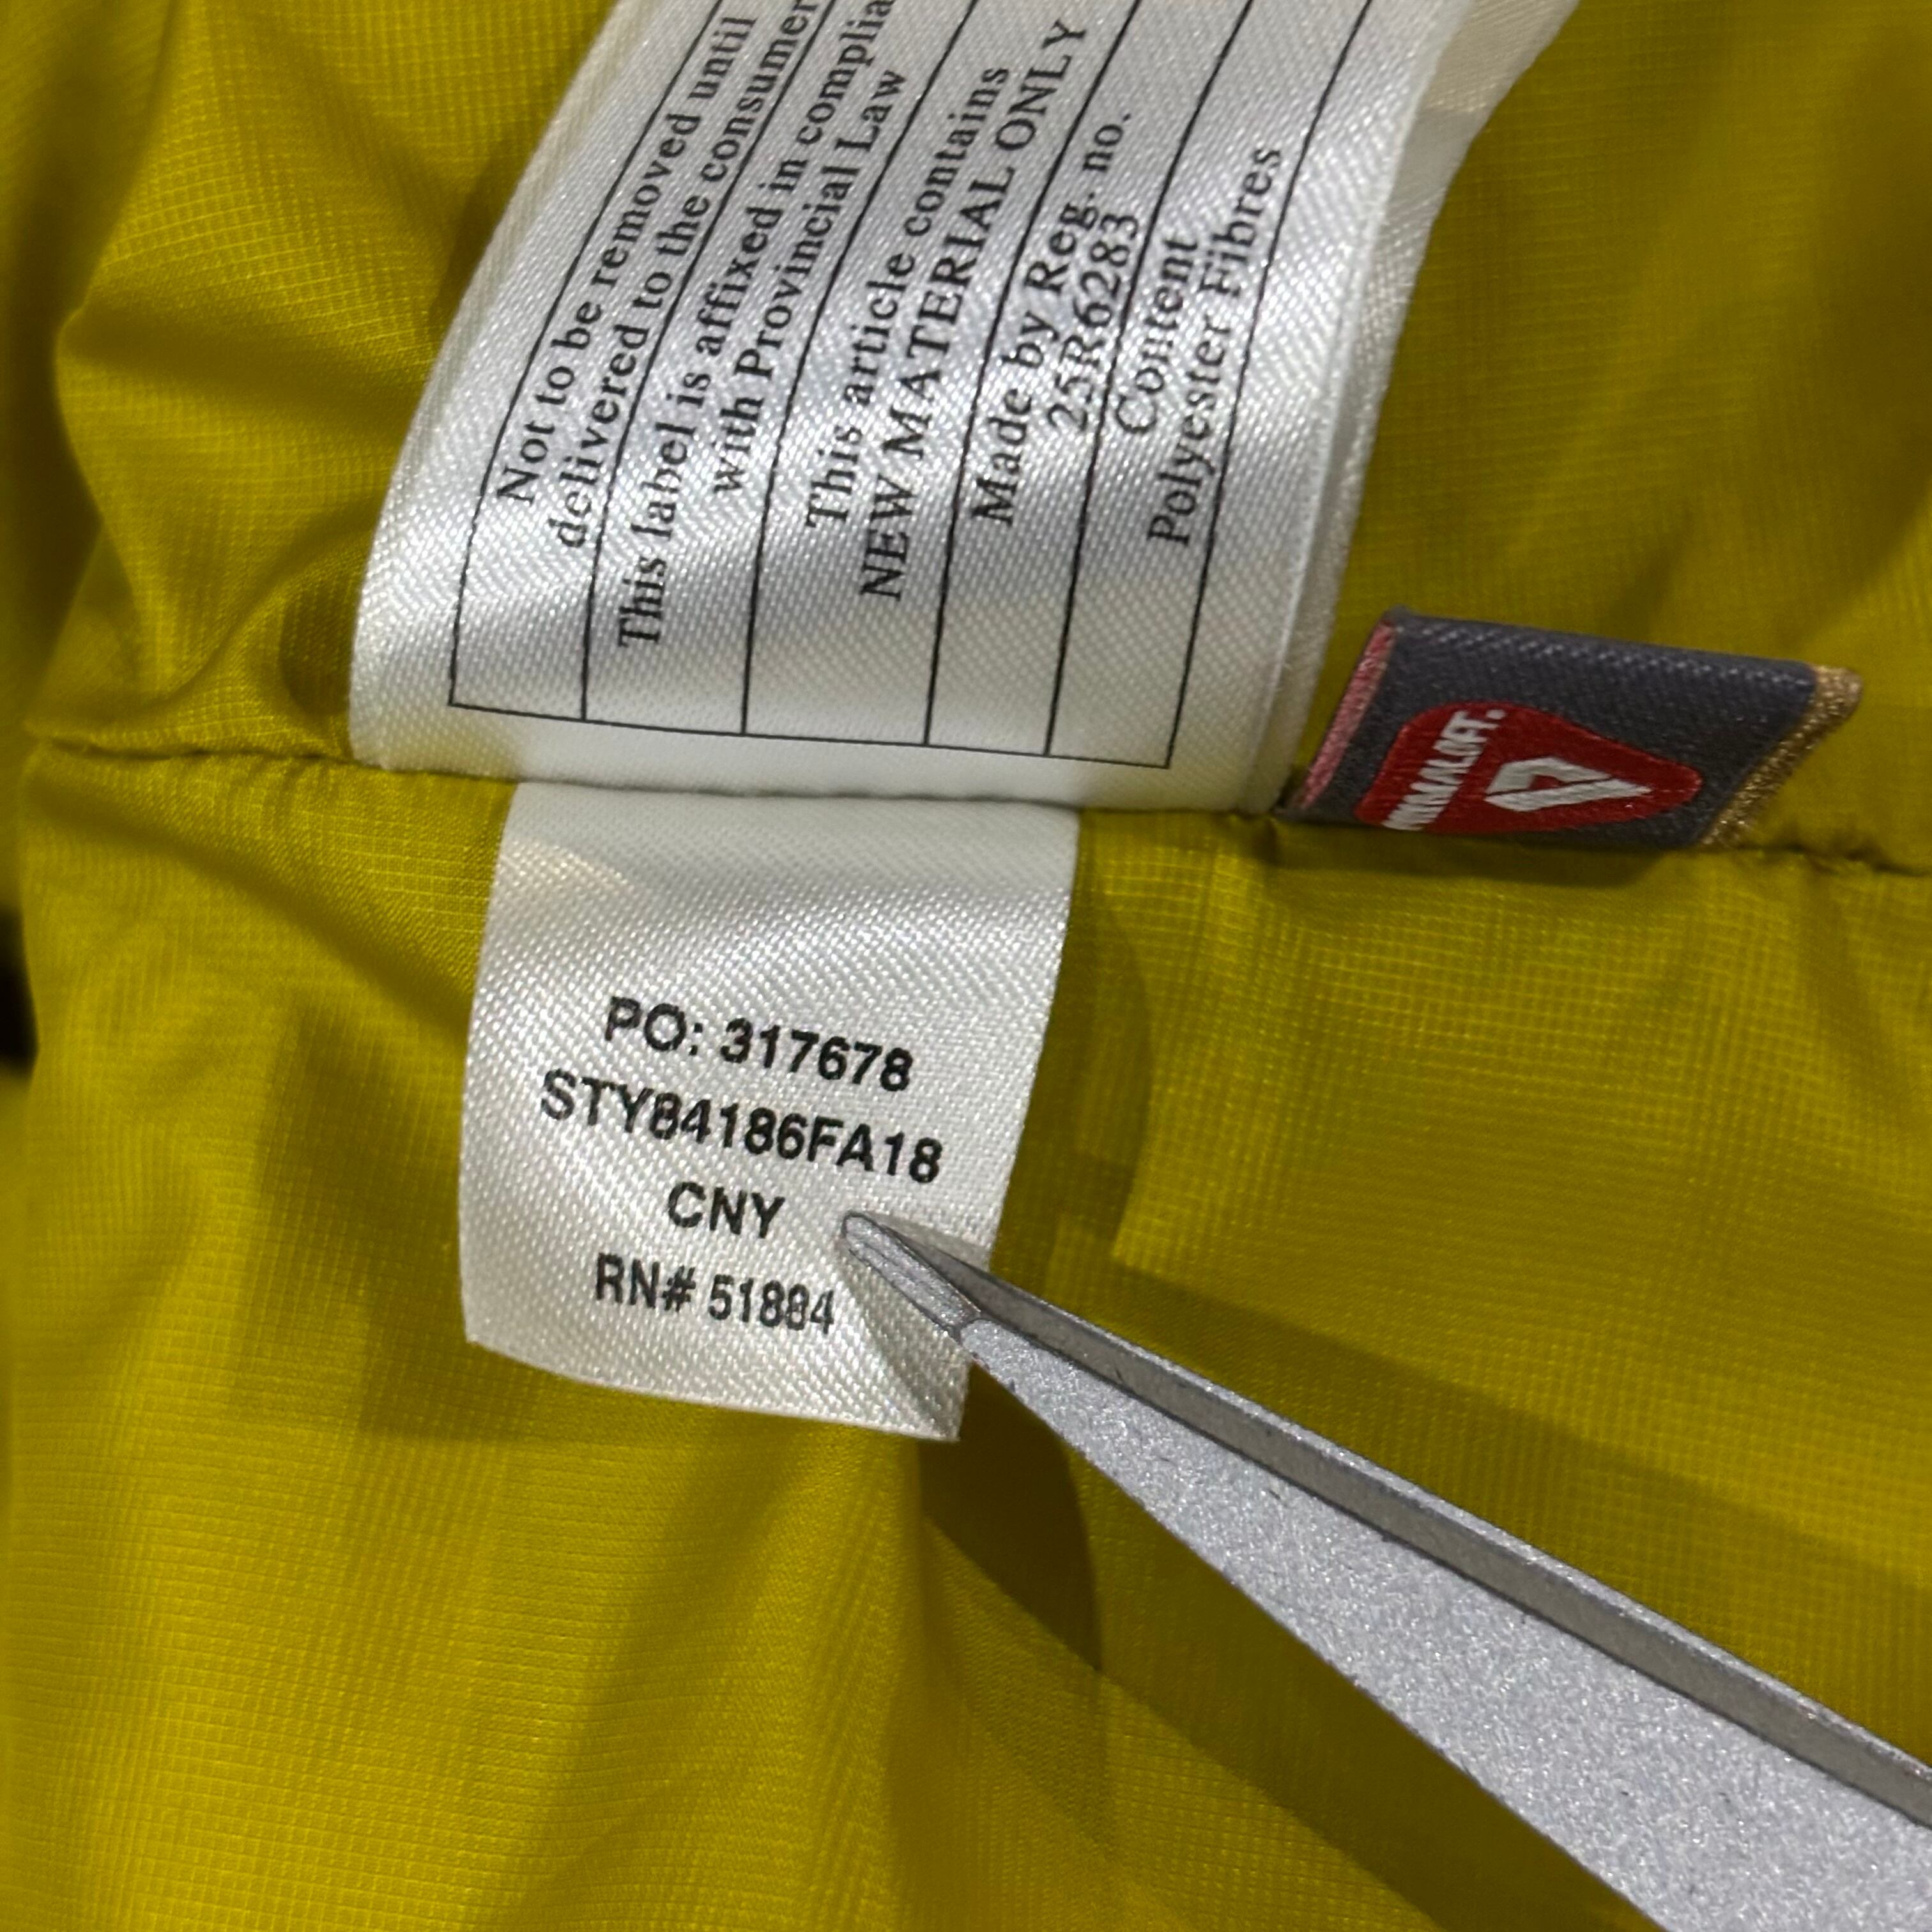 Not to be removed until
delivered to the consumer
This label is affixed in complia
with Provincial Law
This article contains
NEW MATERIAL ONLY
Made by Reg. no.
25R6283
Content
Polyester Fibres
PRIMALOFT.
PO: 317678
STY84186FA18
CNY
RN# 51884